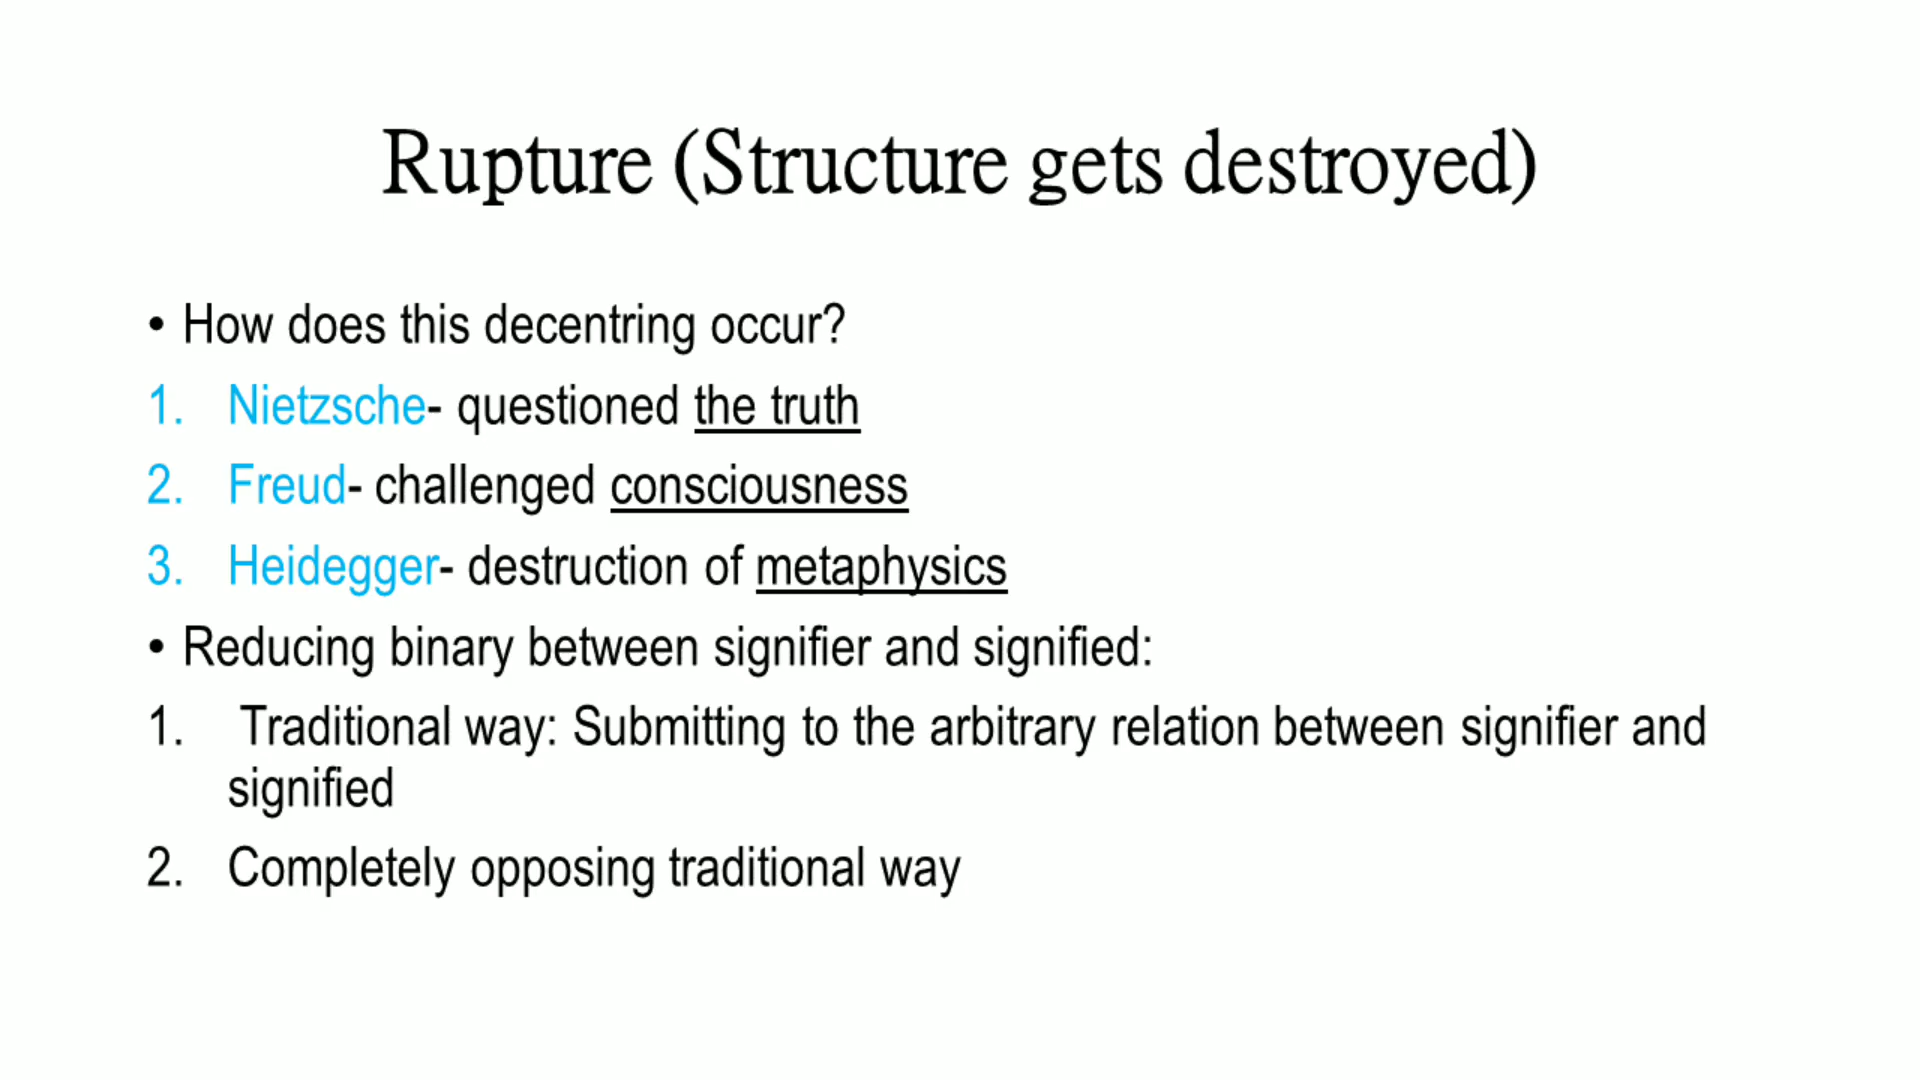 Rupture (Structure gets destroyed)
• How does this decentring occur?
1. Nietzsche- questioned the truth
2. Freud- challenged consciousness
3. Heidegger- destruction of metaphysics
• Reducing binary between signifier and signified:
1. Traditional way: Submitting to the arbitrary relation between signifier and
signified
2. Completely opposing traditional way